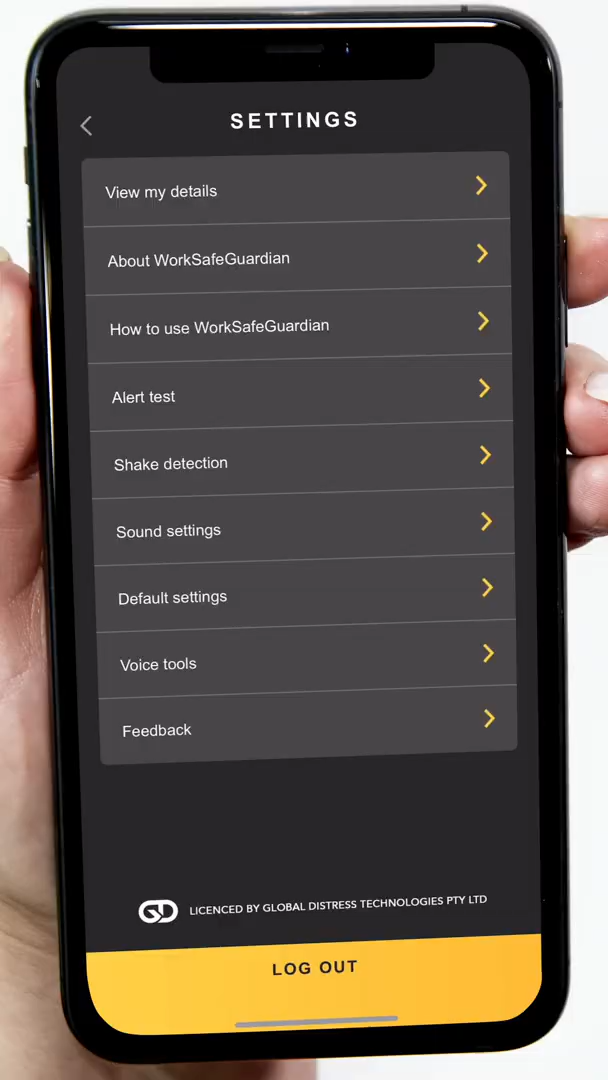 SETTINGS
View my details
About WorkSafeGuardian
How to use WorkSafeGuardian
Alert test
Shake detection
Sound settings
Default settings
Voice tools
Feedback
GD LICENCED BY GLOBAL DISTRESS TECHNOLOGIES PTY LTD
LOG OUT